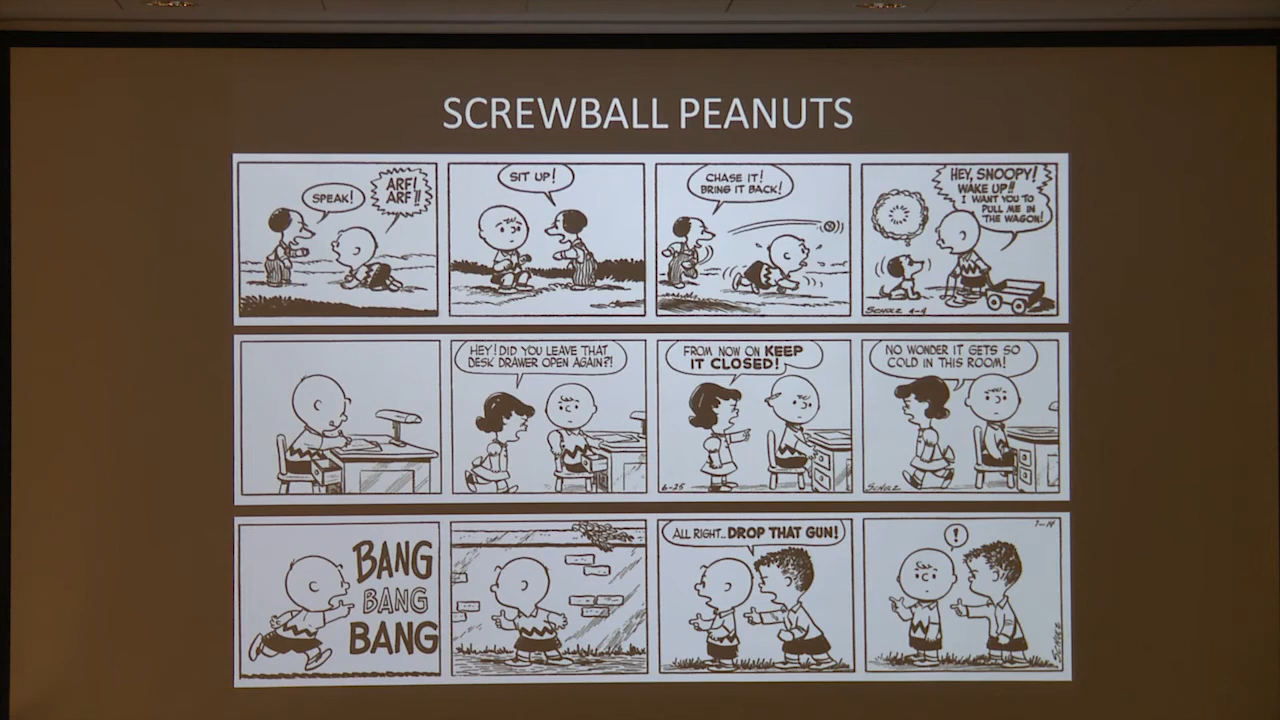 SCREWBALL PEANUTS
SPEAK!
ARF!
ARF!!
SIT UP!
CHASE IT!
BRING IT BACK!
HEY, SNOOPY!
WAKE UP!!
I WANT YOU TO
PULL ME IN
THE WAGON!
SCHULZ 4-4
HEY! DID YOU LEAVE THAT
DESK DRAWER OPEN AGAIN?!
FROM NOW ON KEEP
IT CLOSED!
6-25
NO WONDER IT GETS SO
COLD IN THIS ROOM!
SCHULZ
BANG
BANG
BANG
ALL RIGHT.. DROP THAT GUN!
!
7-14
SCHULZ